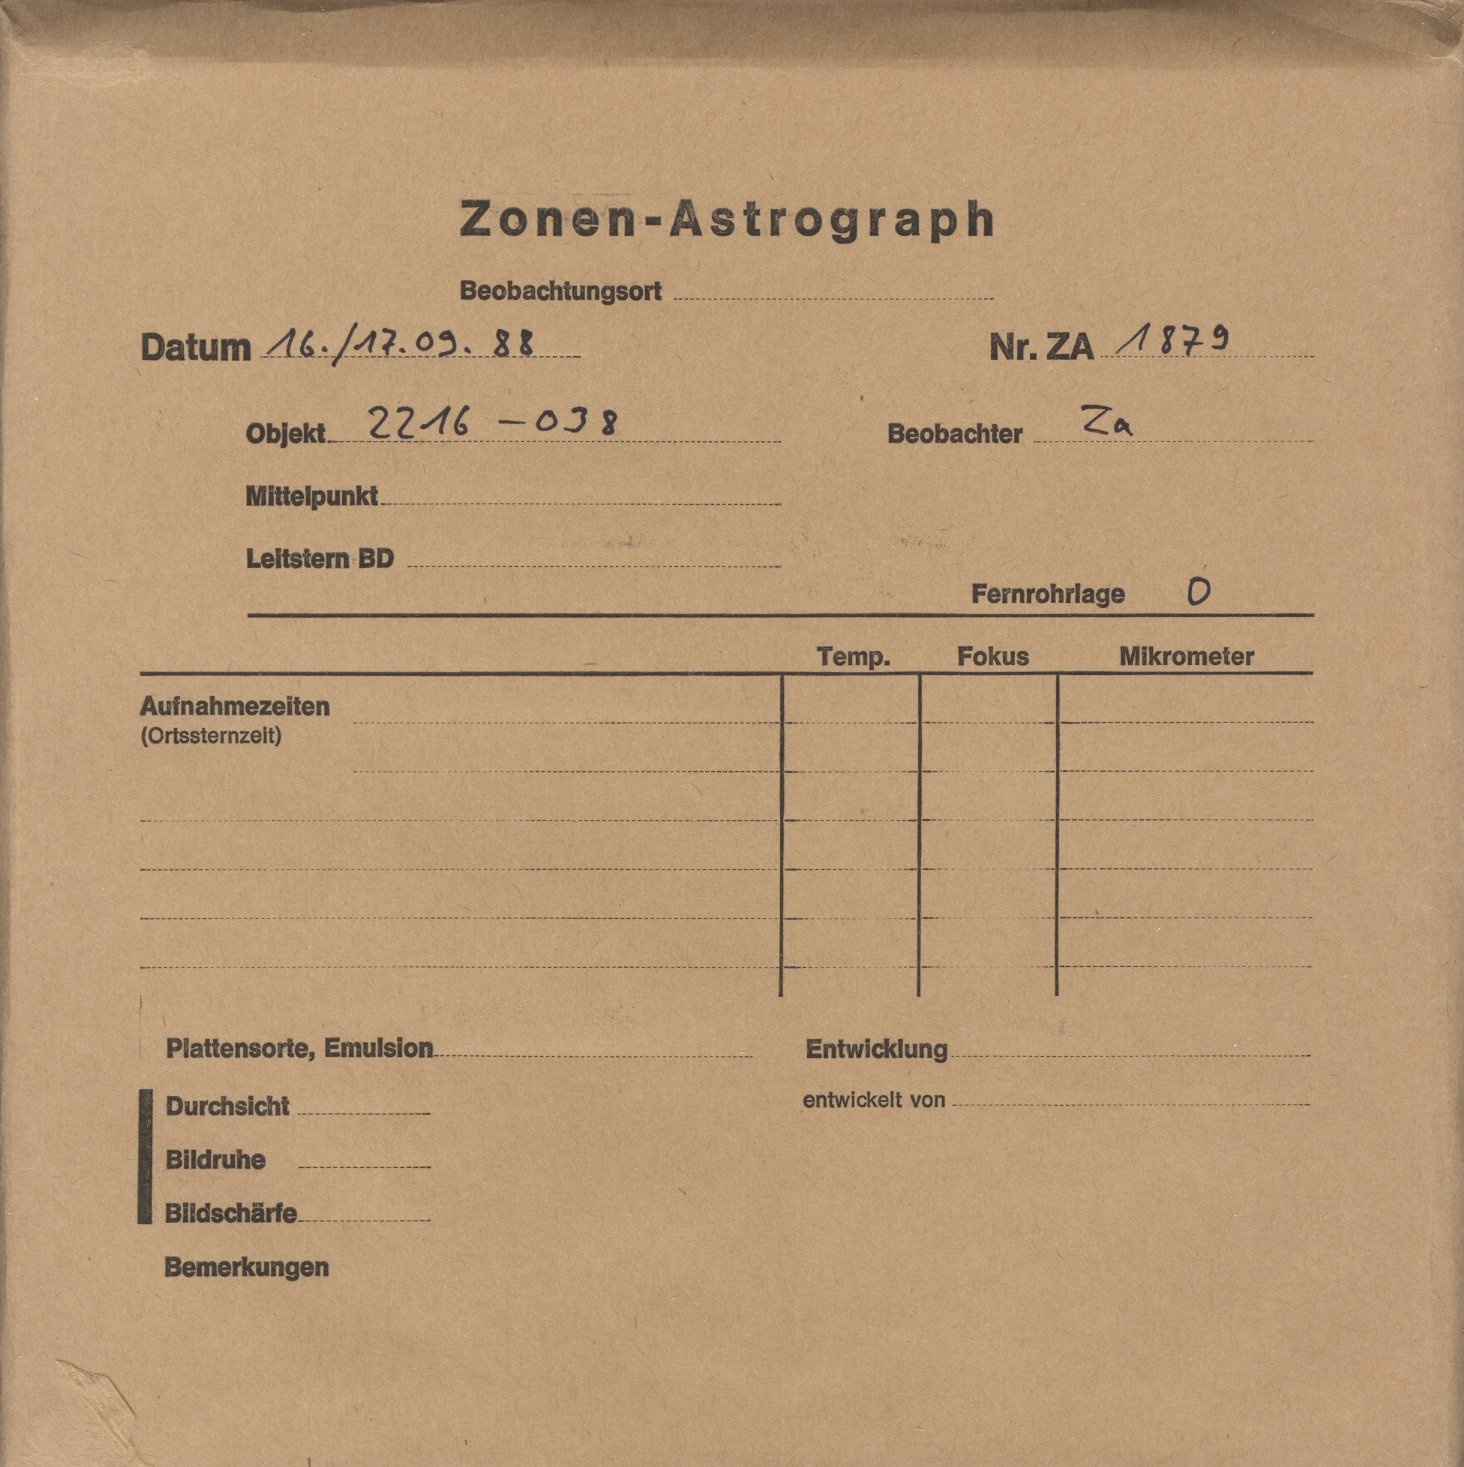 Zonen-Astrograph
Beobachtungsort
Datum 16./17.09.88 Nr. ZA 1879
Objekt 2216 -038 Beobachter Za
Mittelpunkt
Leitstern BD
Fernrohrlage O
Temp. Fokus Mikrometer
Aufnahmezeiten
(Ortssternzeit)
Plattensorte, Emulsion Entwicklung
Durchsicht entwickelt von
Bildruhe
Bildschärfe
Bemerkungen